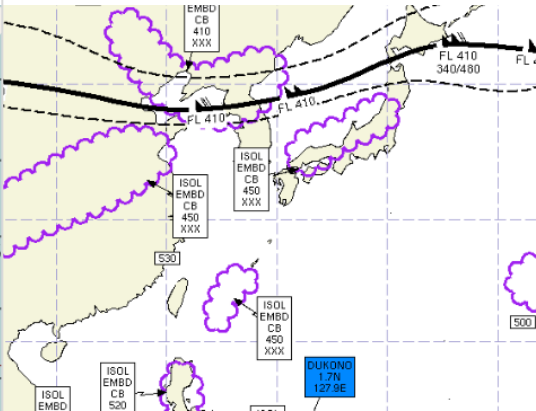 EMBD
CB
410
XXX
FL 410
340/480
FL 4
FL 410
FL 410
ISOL
EMBD
CB
450
XXX
ISOL
EMBD
CB
450
XXX
530
ISOL
EMBD
CB
450
XXX
500
DUKONO
1.7N
127.9E
ISOL
EMBD
CB
520
ISOL
EMBD